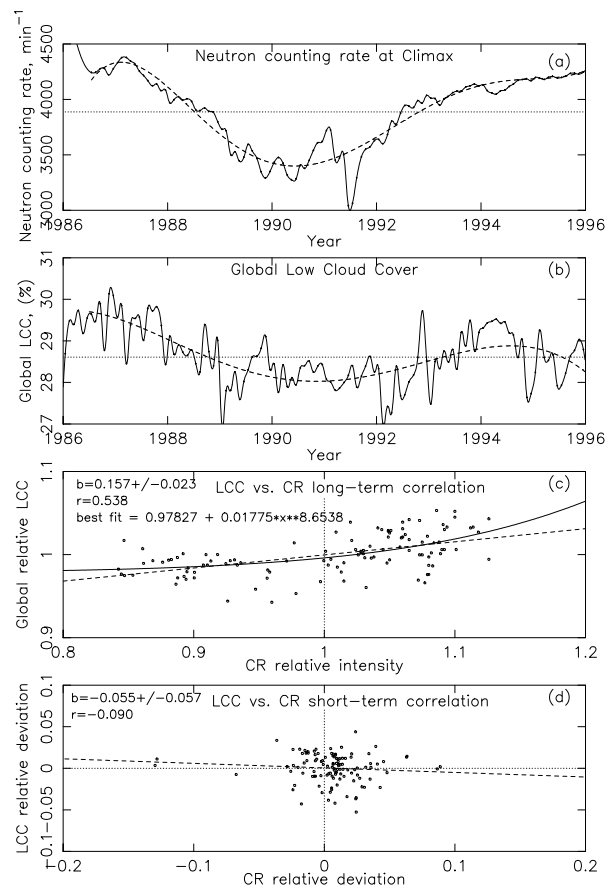 Neutron counting rate at Climax
(a)
Neutron counting rate, min−1
4500
4000
3500
3000
1986 1988 1990 1992 1994 1996
Year
Global Low Cloud Cover
(b)
Global LCC, (%)
31
30
29
28
27
1986 1988 1990 1992 1994 1996
Year
b=0.157+/−0.023
LCC vs. CR long−term correlation
(c)
r=0.538
best fit = 0.97827 + 0.01775*x**8.6538
Global relative LCC
1.1
1
0.9
0.8 0.9 1 1.1 1.2
CR relative intensity
b=−0.055+/−0.057
LCC vs. CR short−term correlation
(d)
r=−0.090
LCC relative deviation
0.1
0.05
0
−0.05
−0.1
−0.2 −0.1 0 0.1 0.2
CR relative deviation